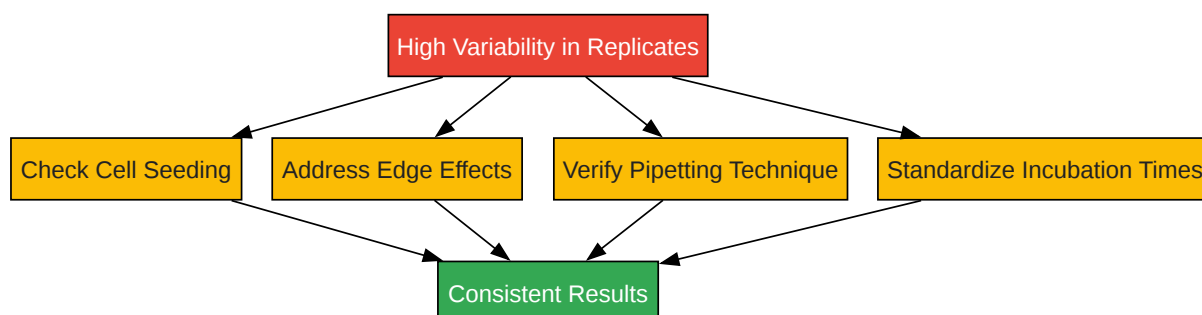 High Variability in Replicates
Check Cell Seeding
Address Edge Effects
Verify Pipetting Technique
Standardize Incubation Times
Consistent Results